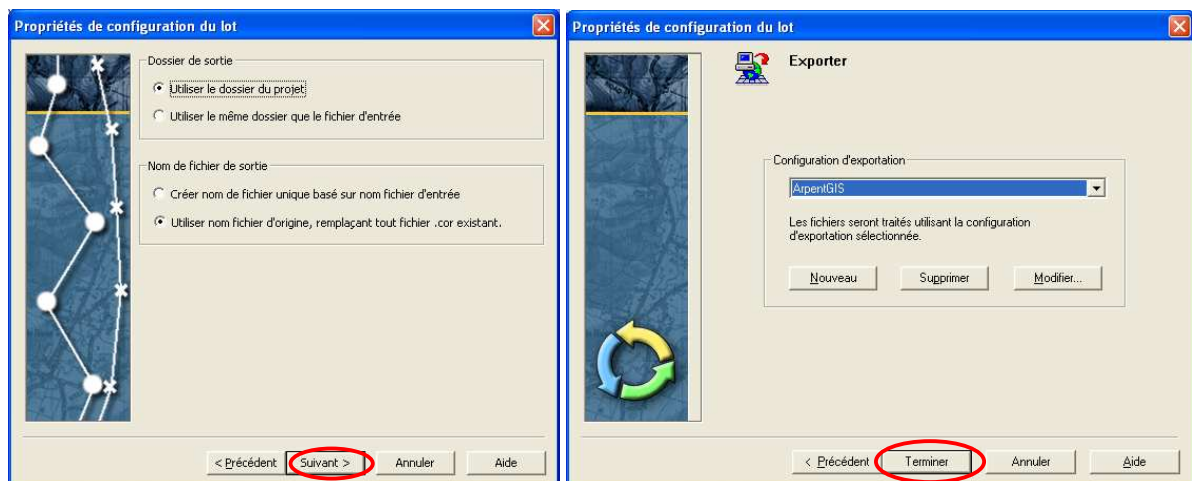 Propriétés de configuration du lot
Dossier de sortie
Utiliser le dossier du projet
Utiliser le même dossier que le fichier d'entrée
Nom de fichier de sortie
Créer nom de fichier unique basé sur nom fichier d'entrée
Utiliser nom fichier d'origine, remplaçant tout fichier .cor existant.
< Précédent Suivant > Annuler Aide
Propriétés de configuration du lot
Exporter
Configuration d'exportation
ArpentGIS
Les fichiers seront traités utilisant la configuration
d'exportation sélectionnée.
Nouveau Supprimer Modifier...
< Précédent Terminer Annuler Aide